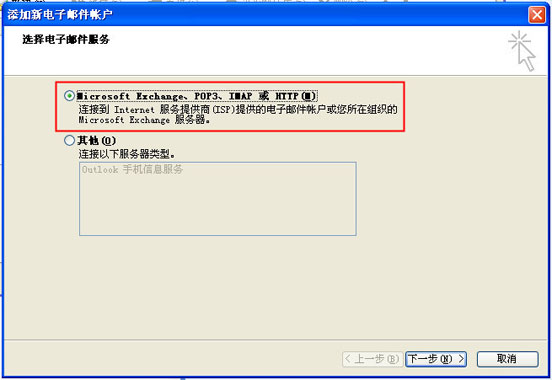 添加新电子邮件帐户
选择电子邮件服务
Microsoft Exchange、POP3、IMAP 或 HTTP(M)
连接到 Internet 服务提供商(ISP)提供的电子邮件帐户或您所在组织的
Microsoft Exchange 服务器。
其他(O)
连接以下服务器类型。
Outlook 手机信息服务
< 上一步(B) 下一步(N) > 取消